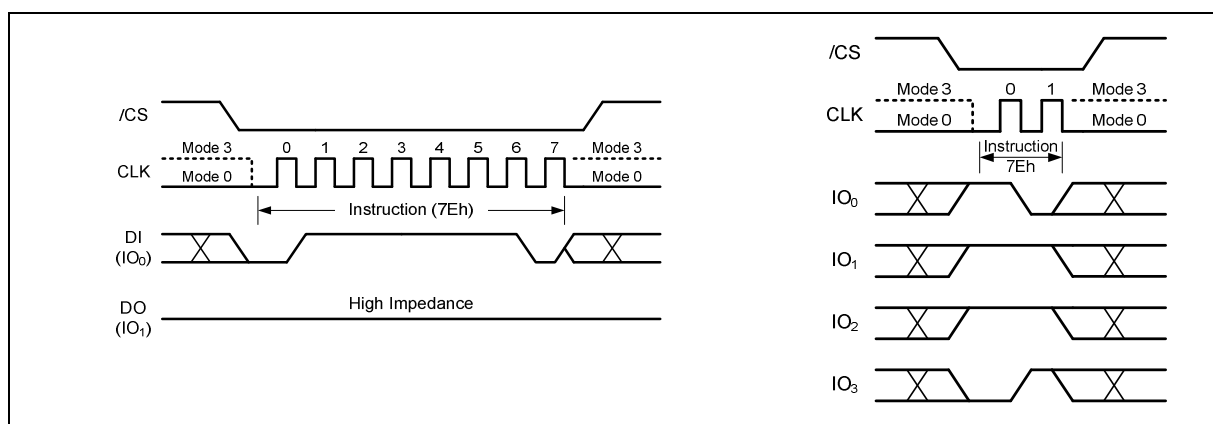 /CS
Mode 3 0 1 2 3 4 5 6 7 Mode 3
CLK Mode 0 Mode 0
Instruction (7Eh)
DI
(IO₀)
High Impedance
DO
(IO₁)
/CS
Mode 3 0 1 Mode 3
CLK Mode 0 Mode 0
Instruction
7Eh
IO₀
IO₁
IO₂
IO₃